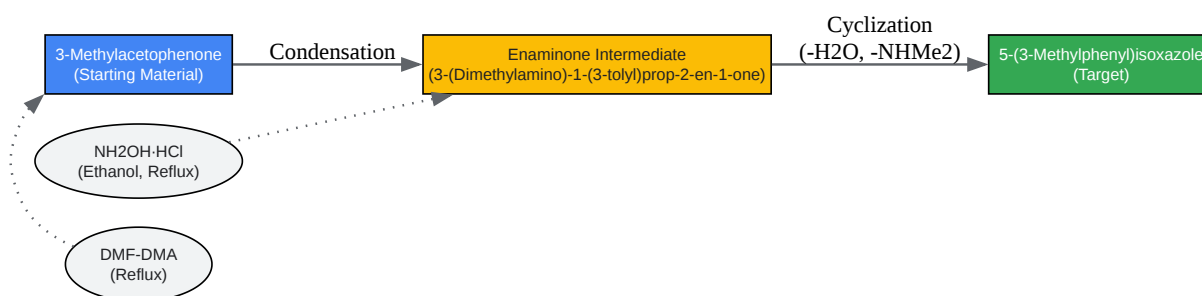 3-Methylacetophenone
(Starting Material)
Condensation
Enaminone Intermediate
(3-(Dimethylamino)-1-(3-tolyl)prop-2-en-1-one)
Cyclization
(-H2O, -NHMe2)
5-(3-Methylphenyl)isoxazole
(Target)
NH2OH·HCl
(Ethanol, Reflux)
DMF-DMA
(Reflux)